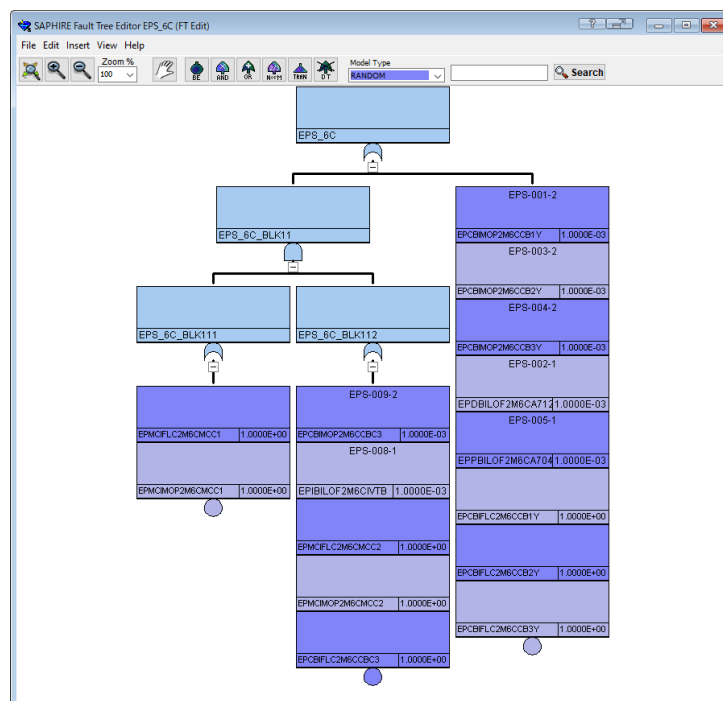 SAPHIRE Fault Tree Editor EPS_6C (FT Edit)
File Edit Insert View Help
Zoom %
100
BE
AND
OR
N/M
TRAN
D T
Model Type
RANDOM
Search
EPS_6C
EPS_6C_BLK11
EPS_6C_BLK111
EPMCIFLC2M6CMCC1 1.0000E+00
EPMCIMOP2M6CMCC1 1.0000E+00
EPS_6C_BLK112
EPS-009-2
EPCBIMOP2M6CCBC3 1.0000E-03
EPS-008-1
EPIBILOF2M6CIVTB 1.0000E-03
EPMCIFLC2M6CMCC2 1.0000E+00
EPMCIMOP2M6CMCC2 1.0000E+00
EPCBIFLC2M6CCBC3 1.0000E+00
EPS-001-2
EPCBIMOP2M6CCB1Y 1.0000E-03
EPS-003-2
EPCBIMOP2M6CCB2Y 1.0000E-03
EPS-004-2
EPCBIMOP2M6CCB3Y 1.0000E-03
EPS-002-1
EPDBILOF2M6CA712 1.0000E-03
EPS-005-1
EPPBILOF2M6CA704 1.0000E-03
EPCBIFLC2M6CCB1Y 1.0000E+00
EPCBIFLC2M6CCB2Y 1.0000E+00
EPCBIFLC2M6CCB3Y 1.0000E+00